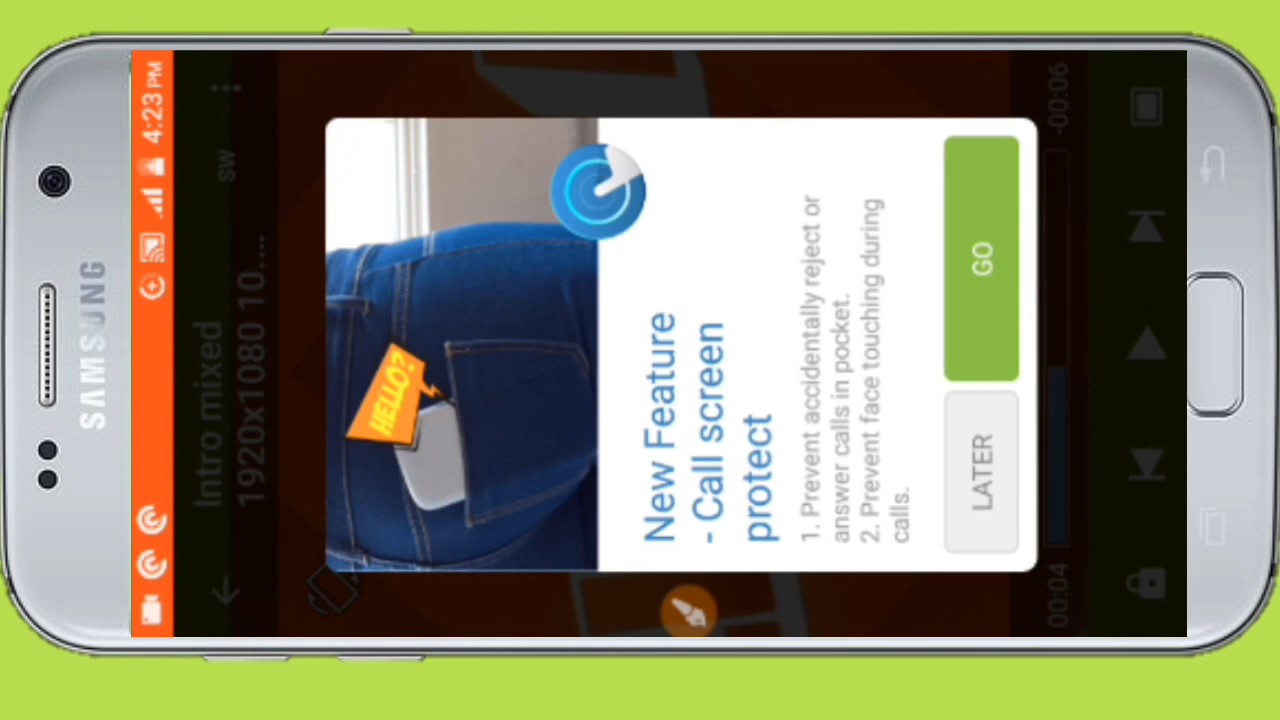 SAMSUNG
4:23 PM
Intro mixed
1920x1080 10....
SW
HELLO?
New Feature
- Call screen
protect
1. Prevent accidentally reject or
answer calls in pocket.
2. Prevent face touching during
calls.
LATER
GO
00:04
-00:06